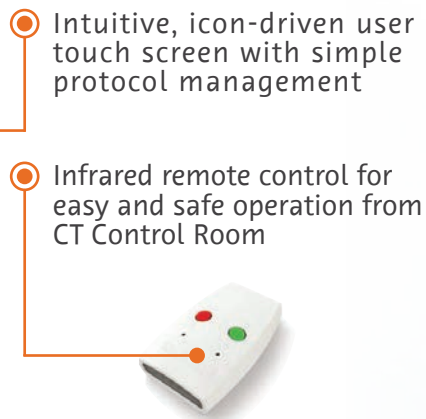 Intuitive, icon-driven user
touch screen with simple
protocol management
Infrared remote control for
easy and safe operation from
CT Control Room